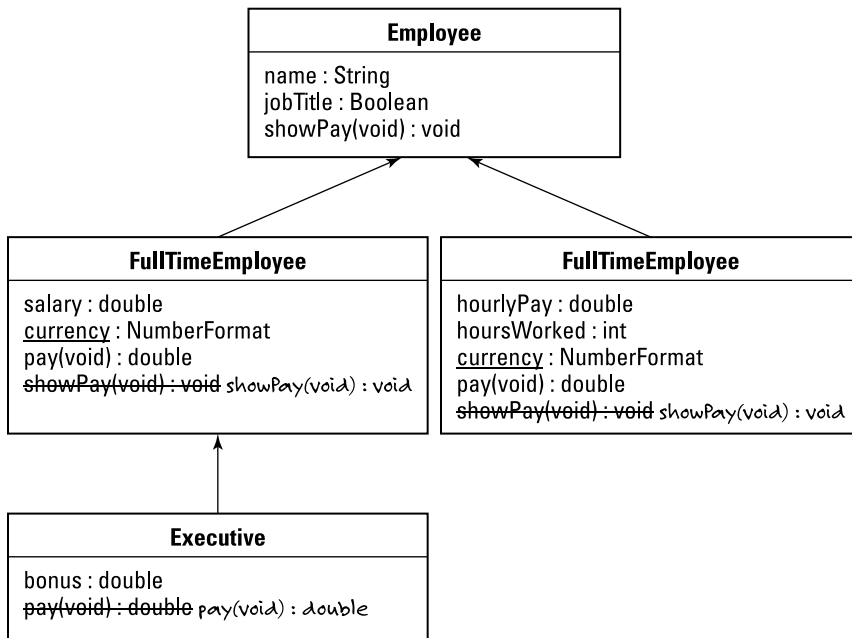 Employee
name : String
jobTitle : Boolean
showPay(void) : void
FullTimeEmployee
salary : double
currency : NumberFormat
pay(void) : double
showPay(void) : void showPay(void) : void
FullTimeEmployee
hourlyPay : double
hoursWorked : int
currency : NumberFormat
pay(void) : double
showPay(void) : void showPay(void) : void
Executive
bonus : double
pay(void) : double pay(void) : double